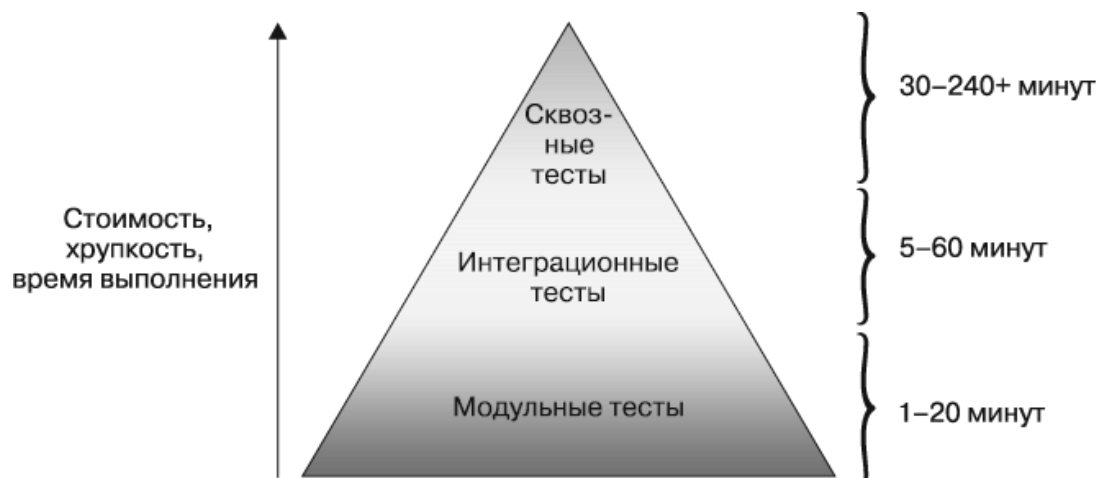 30–240+ минут
Сквоз-
ные
тесты
Стоимость,
хрупкость,
время выполнения
Интеграционные
тесты
5–60 минут
Модульные тесты
1–20 минут